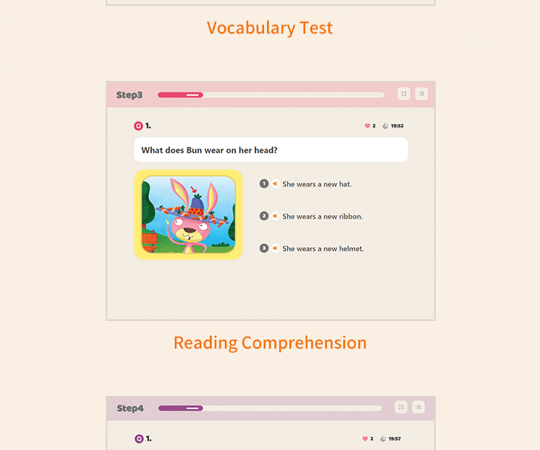 Vocabulary Test
Step3
1.
2
19:52
What does Bun wear on her head?
1 She wears a new hat.
2 She wears a new ribbon.
3 She wears a new helmet.
Reading Comprehension
Step4
1.
2
19:57